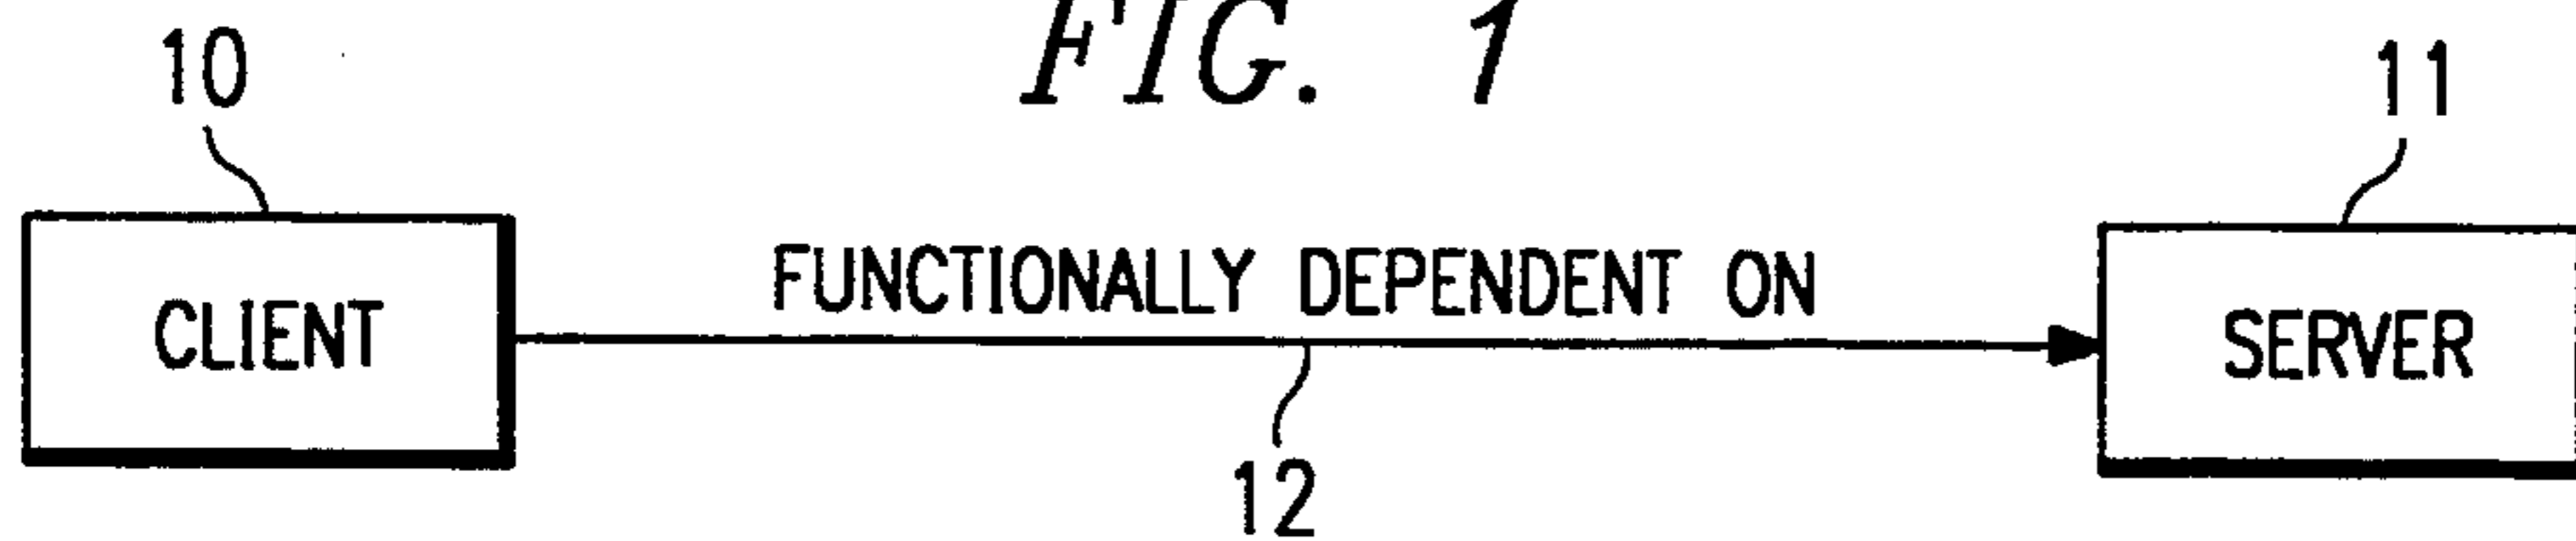 FIG. 1
10
11
FUNCTIONALLY DEPENDENT ON
CLIENT
SERVER
12